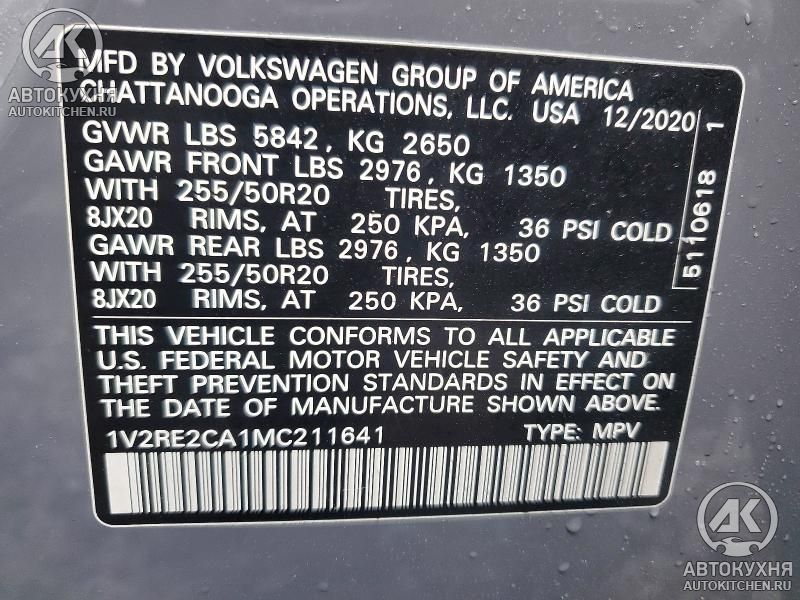 AK
АВТОКУХНЯ
AUTOKITCHEN.RU
MFD BY VOLKSWAGEN GROUP OF AMERICA
CHATTANOOGA OPERATIONS, LLC. USA 12/2020
GVWR LBS 5842, KG 2650
GAWR FRONT LBS 2976, KG 1350
WITH 255/50R20 TIRES,
8JX20 RIMS, AT 250 KPA, 36 PSI COLD
GAWR REAR LBS 2976, KG 1350
WITH 255/50R20 TIRES,
8JX20 RIMS, AT 250 KPA, 36 PSI COLD
5110618 1
THIS VEHICLE CONFORMS TO ALL APPLICABLE
U.S. FEDERAL MOTOR VEHICLE SAFETY AND
THEFT PREVENTION STANDARDS IN EFFECT ON
THE DATE OF MANUFACTURE SHOWN ABOVE.
1V2RE2CA1MC211641 TYPE: MPV
AK
АВТОКУХНЯ
AUTOKITCHEN.RU